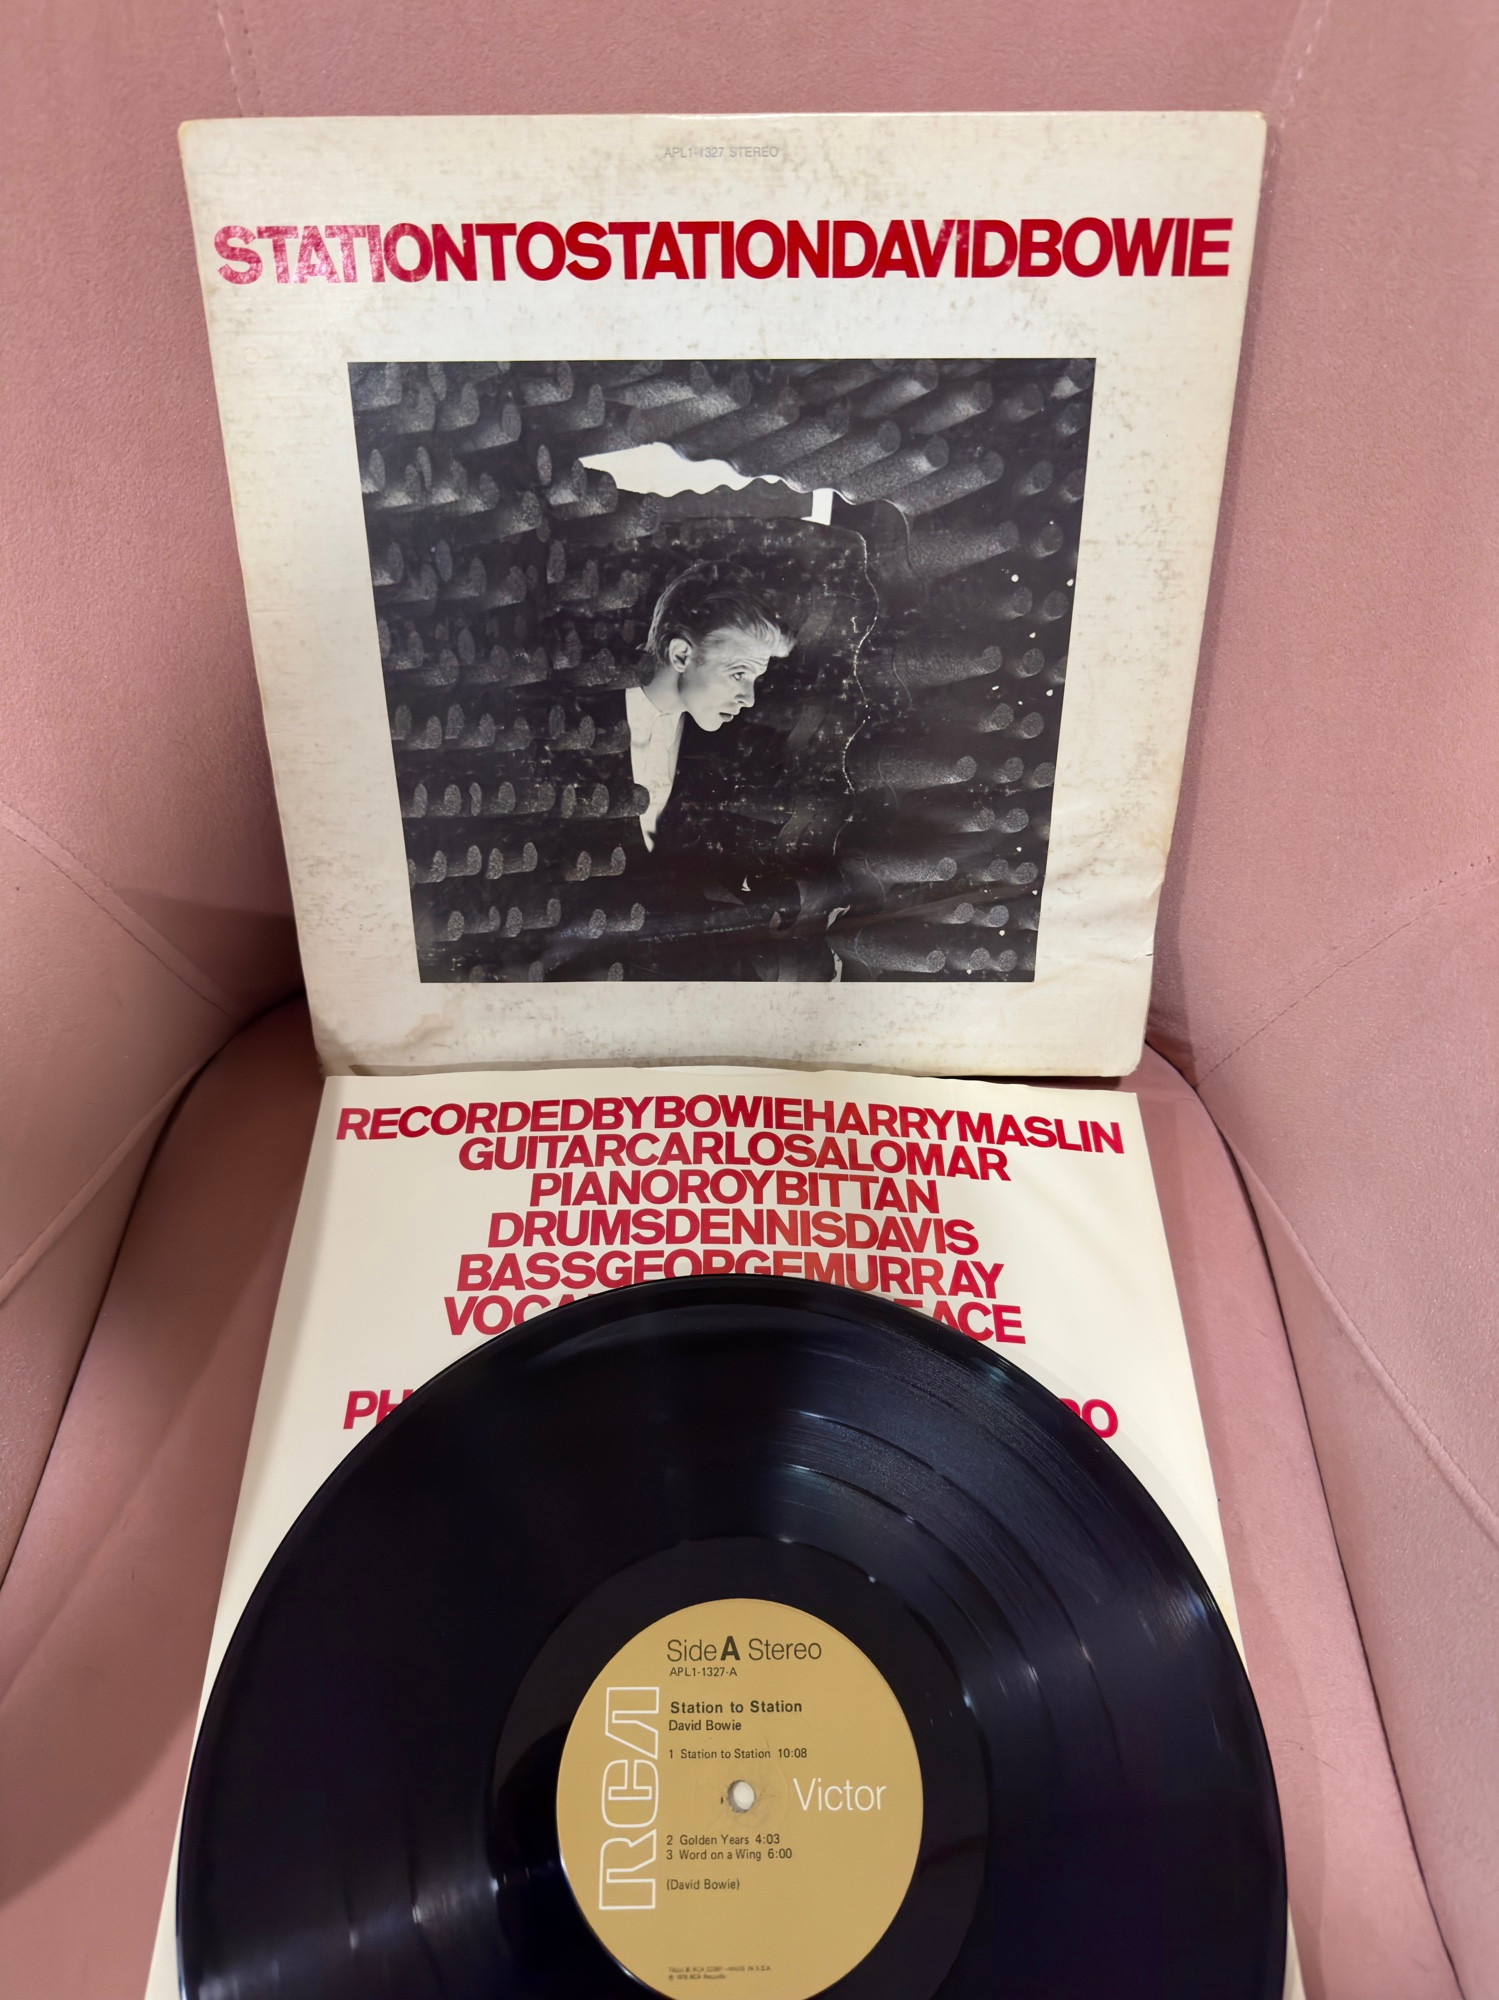 APL1-1327 STEREO
STATIONTOSTATIONDAVIDBOWIE
RECORDEDBYBOWIEHARRYMASLIN
GUITARCARLOSALOMAR
PIANOROYBITTAN
DRUMSDENNISDAVIS
BASSGEORGEMURRAY
Side A Stereo
APL1-1327-A
Station to Station
David Bowie
1 Station to Station 10:08
RCA
Victor
2 Golden Years 4:03
3 Word on a Wing 6:00
(David Bowie)